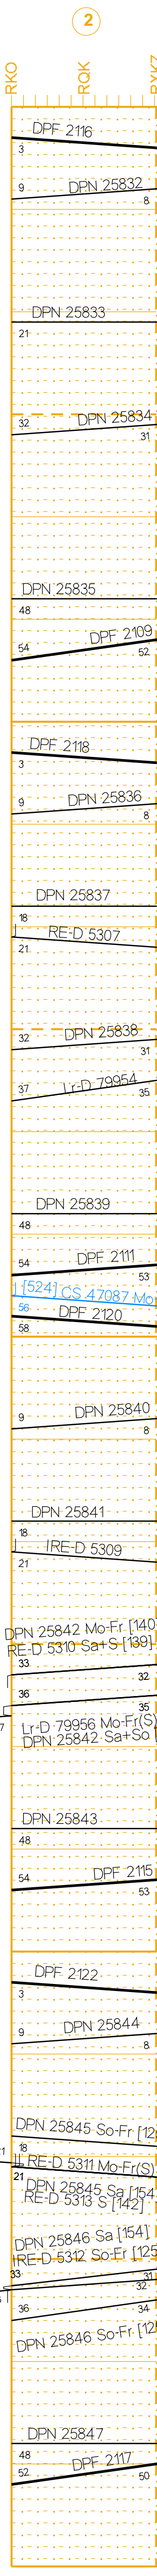 2
RKO
RQK
DPF 2116
3
DPN 25832
9
8
DPN 25833
21
DPN 25834
32
31
DPN 25835
48
DPF 2109
54
52
DPF 2118
3
DPN 25836
9
8
DPN 25837
18
RE-D 5307
21
DPN 25838
32
31
Lr-D 79954
37
35
DPN 25839
48
DPF 2111
54
53
[524] CS 47087 Mo
56
DPF 2120
58
DPN 25840
9
8
DPN 25841
18
IRE-D 5309
21
DPN 25842 Mo-Fr [140
RE-D 5310 Sa+S [139]
33
32
36
35
Lr-D 79956 Mo-Fr(S)
DPN 25842 Sa+So [
DPN 25843
48
DPF 2115
54
53
DPF 2122
3
DPN 25844
9
8
DPN 25845 So-Fr [12
18
RE-D 5311 Mo-Fr(S)
21
DPN 25845 Sa [154
RE-D 5313 S [142]
DPN 25846 Sa [154]
IRE-D 5312 So-Fr [125
33
31
32
36
34
DPN 25846 So-Fr [12
DPN 25847
48
DPF 2117
52
50